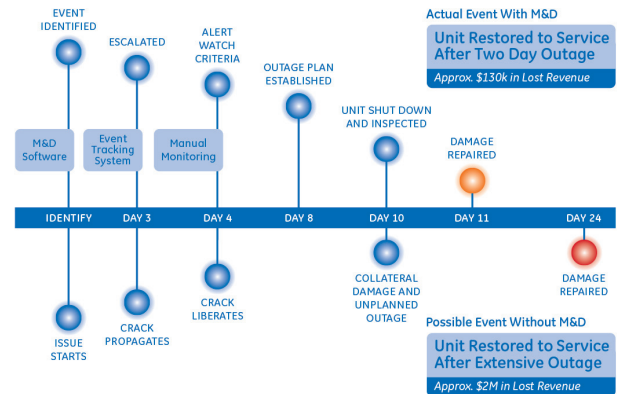 EVENT
IDENTIFIED
ESCALATED
ALERT
WATCH
CRITERIA
OUTAGE PLAN
ESTABLISHED
UNIT SHUT DOWN
AND INSPECTED
DAMAGE
REPAIRED
Actual Event With M&D
Unit Restored to Service
After Two Day Outage
Approx. $130k in Lost Revenue
M&D
Software
Event
Tracking
System
Manual
Monitoring
IDENTIFY
DAY 3
DAY 4
DAY 8
DAY 10
DAY 11
DAY 24
ISSUE
STARTS
CRACK
PROPAGATES
CRACK
LIBERATES
COLLATERAL
DAMAGE AND
UNPLANNED
OUTAGE
DAMAGE
REPAIRED
Possible Event Without M&D
Unit Restored to Service
After Extensive Outage
Approx. $2M in Lost Revenue